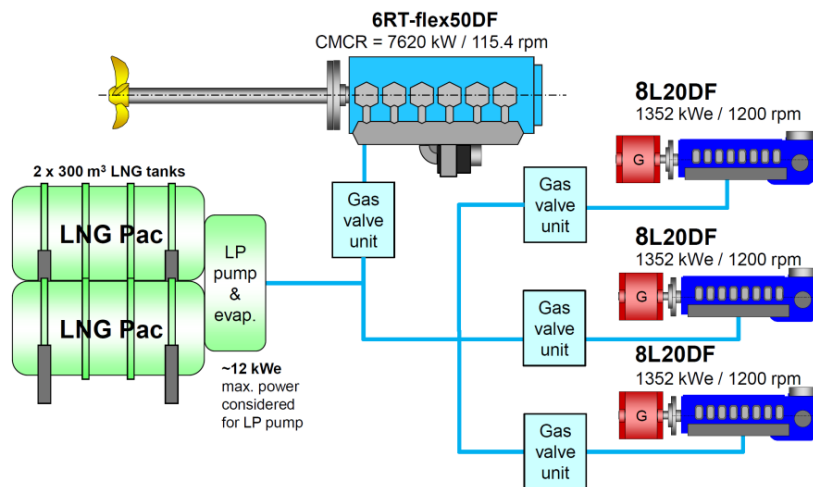 6RT-flex50DF
CMCR = 7620 kW / 115.4 rpm
8L20DF
1352 kWe / 1200 rpm
G
2 x 300 m³ LNG tanks
LNG Pac
LNG Pac
LP
pump
&
evap.
~12 kWe
max. power
considered
for LP pump
Gas
valve
unit
Gas
valve
unit
8L20DF
1352 kWe / 1200 rpm
G
Gas
valve
unit
8L20DF
1352 kWe / 1200 rpm
G
Gas
valve
unit